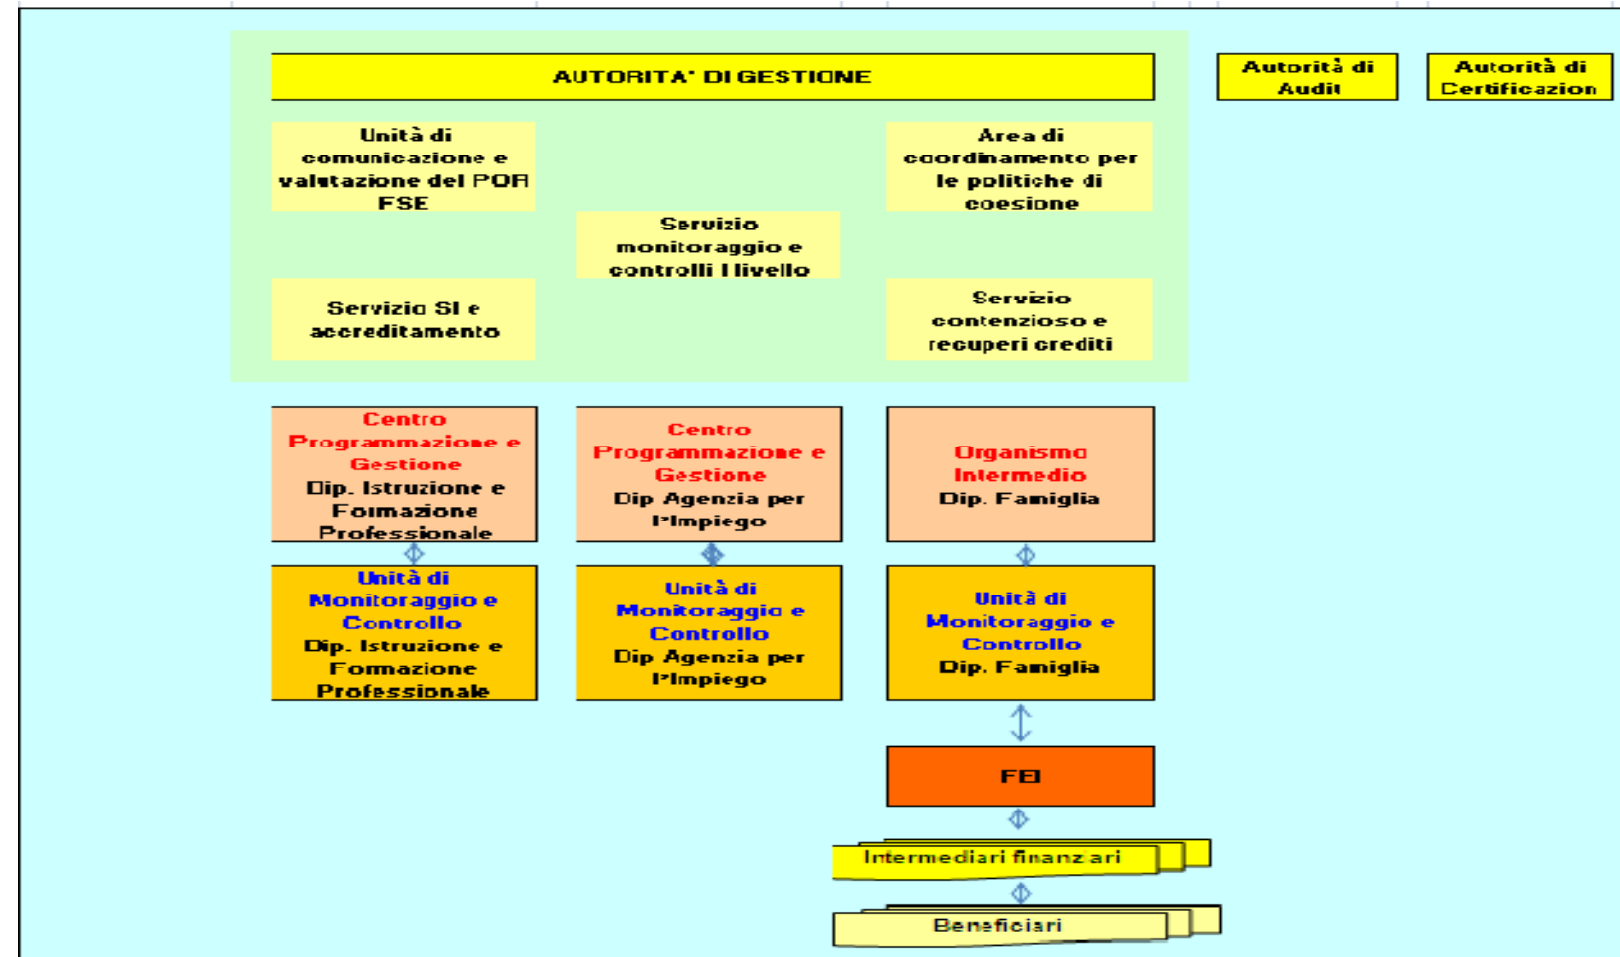 AUTORITA' DI GESTIONE
Autorità di
Audit
Autorità di
Certificazion
Unità di
comunicazione e
valutazione del POR
FSE
Area di
coordinamento per
le politiche di
coesione
Servizio
monitoraggio e
controlli I livello
Servizio SI e
accreditamento
Servizio
contenzioso e
recuperi crediti
Centro
Programmazione e
Gestione
Dip. Istruzione e
Formazione
Professionale
Centro
Programmazione e
Gestione
Dip Agenzia per
l'Impiego
Organismo
Intermedio
Dip. Famiglia
Unità di
Monitoraggio e
Controllo
Dip. Istruzione e
Formazione
Professionale
Unità di
Monitoraggio e
Controllo
Dip Agenzia per
l'Impiego
Unità di
Monitoraggio e
Controllo
Dip. Famiglia
FEI
Intermediari finanziari
Beneficiari